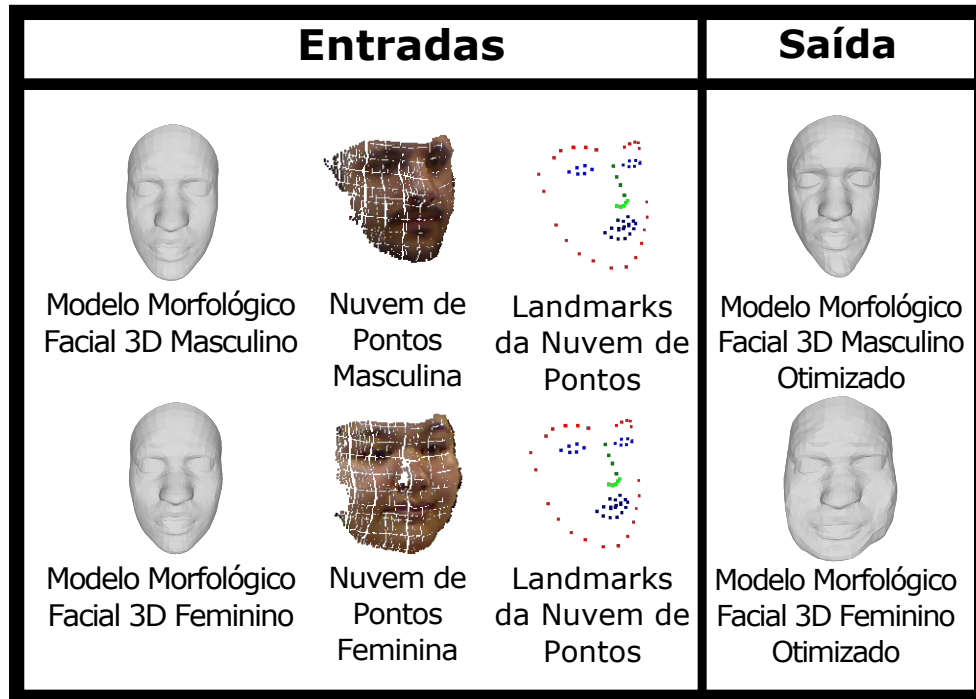 Entradas
Saída
Modelo Morfológico
Facial 3D Masculino
Nuvem de
Pontos
Masculina
Landmarks
da Nuvem de
Pontos
Modelo Morfológico
Facial 3D Masculino
Otimizado
Modelo Morfológico
Facial 3D Feminino
Nuvem de
Pontos
Feminina
Landmarks
da Nuvem de
Pontos
Modelo Morfológico
Facial 3D Feminino
Otimizado